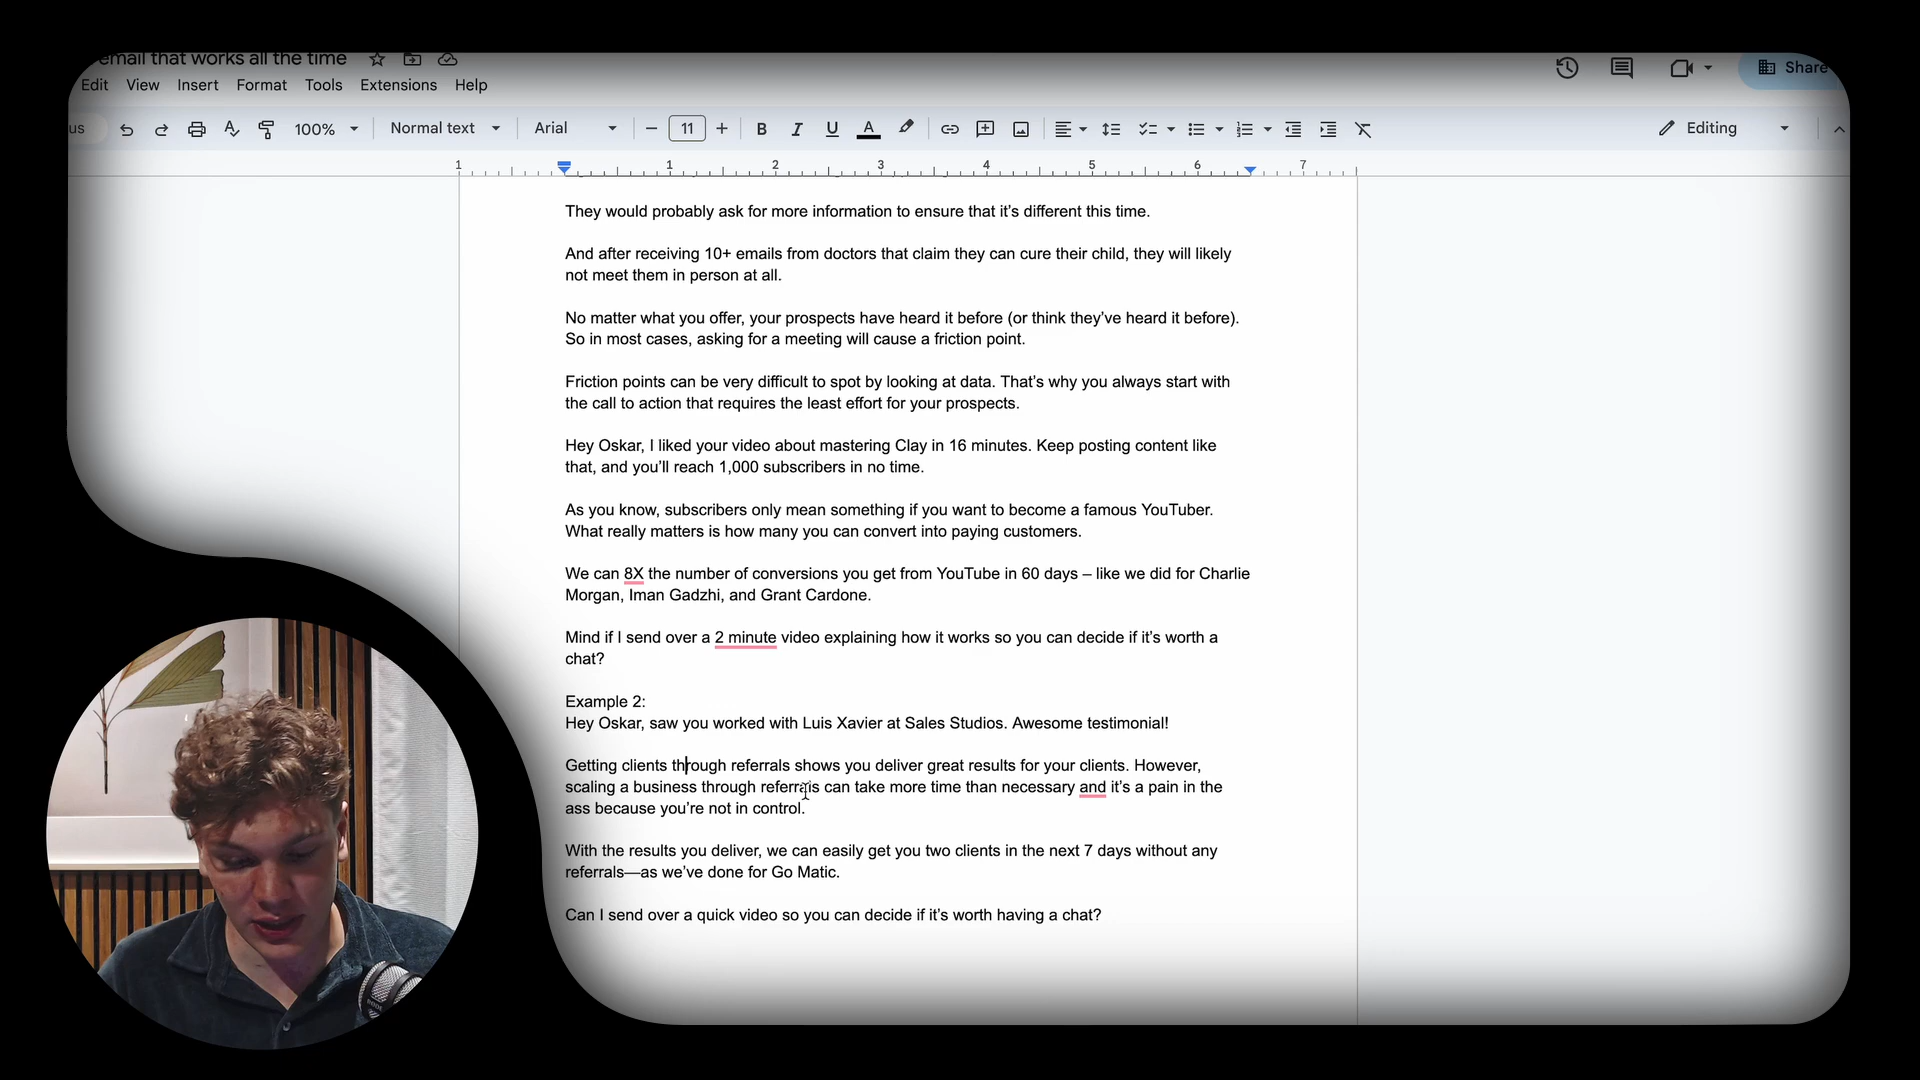 email that works all the time
Edit View Insert Format Tools Extensions Help
Share
us 100% Normal text Arial 11 B I U A Editing
1 1 2 3 4 5 6 7
They would probably ask for more information to ensure that it's different this time.
And after receiving 10+ emails from doctors that claim they can cure their child, they will likely
not meet them in person at all.
No matter what you offer, your prospects have heard it before (or think they've heard it before).
So in most cases, asking for a meeting will cause a friction point.
Friction points can be very difficult to spot by looking at data. That's why you always start with
the call to action that requires the least effort for your prospects.
Hey Oskar, I liked your video about mastering Clay in 16 minutes. Keep posting content like
that, and you'll reach 1,000 subscribers in no time.
As you know, subscribers only mean something if you want to become a famous YouTuber.
What really matters is how many you can convert into paying customers.
We can 8X the number of conversions you get from YouTube in 60 days – like we did for Charlie
Morgan, Iman Gadzhi, and Grant Cardone.
Mind if I send over a 2 minute video explaining how it works so you can decide if it's worth a
chat?
Example 2:
Hey Oskar, saw you worked with Luis Xavier at Sales Studios. Awesome testimonial!
Getting clients through referrals shows you deliver great results for your clients. However,
scaling a business through referrals can take more time than necessary and it's a pain in the
ass because you're not in control.
With the results you deliver, we can easily get you two clients in the next 7 days without any
referrals—as we've done for Go Matic.
Can I send over a quick video so you can decide if it's worth having a chat?